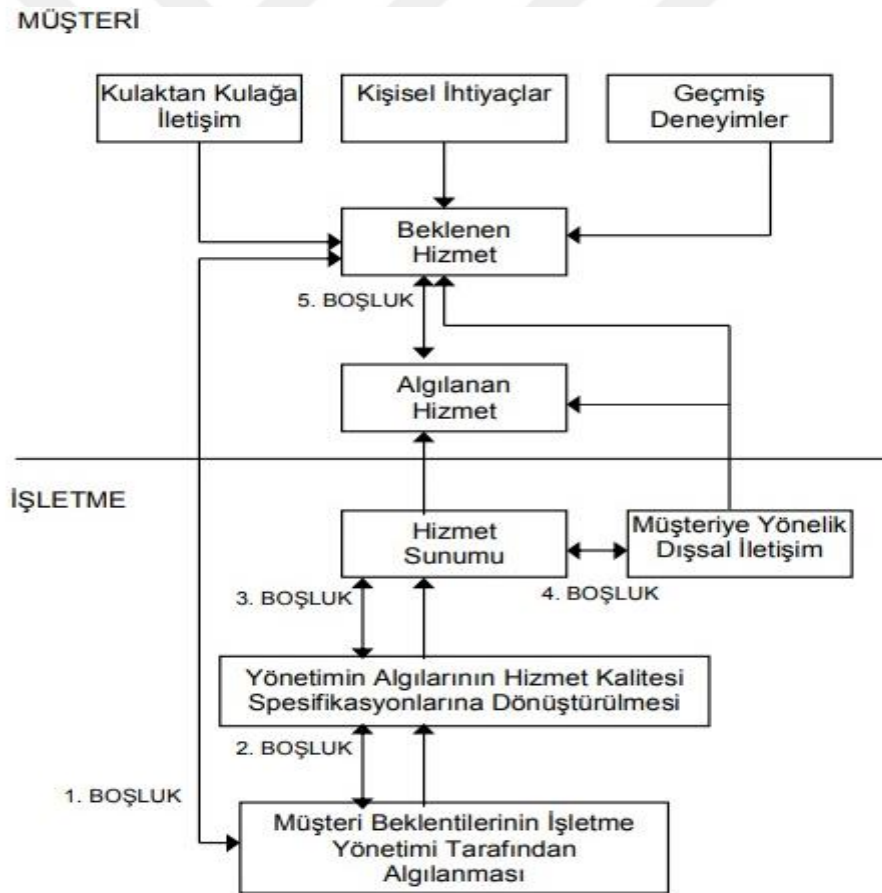 MÜŞTERİ
Kulaktan Kulağa
İletişim
Kişisel İhtiyaçlar
Geçmiş
Deneyimler
Beklenen
Hizmet
5. BOŞLUK
Algılanan
Hizmet
İŞLETME
Hizmet
Sunumu
Müşteriye Yönelik
Dışsal İletişim
3. BOŞLUK
4. BOŞLUK
Yönetimin Algılarının Hizmet Kalitesi
Spesifikasyonlarına Dönüştürülmesi
2. BOŞLUK
1. BOŞLUK
Müşteri Beklentilerinin İşletme
Yönetimi Tarafından
Algılanması